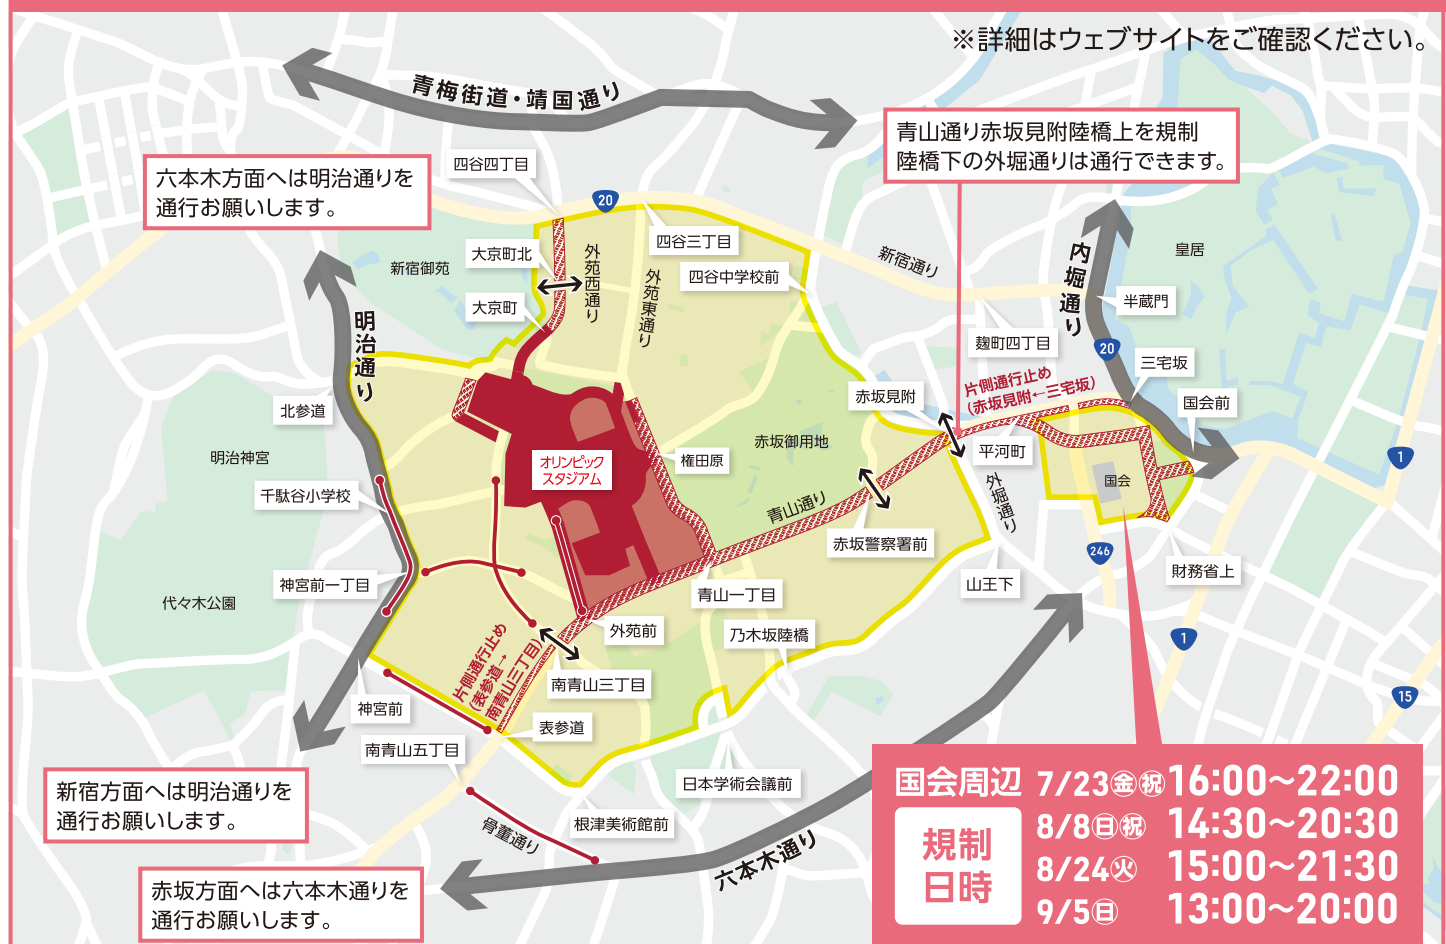 ※詳細はウェブサイトをご確認ください。
青梅街道・靖国通り
青山通り赤坂見附陸橋上を規制
陸橋下の外堀通りは通行できます。
四谷四丁目
六本木方面へは明治通りを
通行お願いします。
20
四谷三丁目
大京町北
外苑西通り
新宿御苑
新宿通り
内堀通り
皇居
四谷中学校前
外苑東通り
半蔵門
大京町
明治通り
麹町四丁目
20
三宅坂
片側通行止め
(赤坂見附←三宅坂)
赤坂見附
国会前
北参道
赤坂御用地
平河町
明治神宮
オリンピック
スタジアム
権田原
1
国会
千駄谷小学校
青山通り
外堀通り
赤坂警察署前
246
神宮前一丁目
財務省上
山王下
青山一丁目
代々木公園
外苑前
乃木坂陸橋
1
片側通行止め
(表参道→
南青山三丁目)
南青山三丁目
15
神宮前
表参道
南青山五丁目
日本学術会議前
新宿方面へは明治通りを
通行お願いします。
根津美術館前
骨董通り
六本木通り
赤坂方面へは六本木通りを
通行お願いします。
国会周辺
規制
日時
7/23金祝16:00～22:00
8/8日祝 14:30～20:30
8/24火 15:00～21:30
9/5日 13:00～20:00